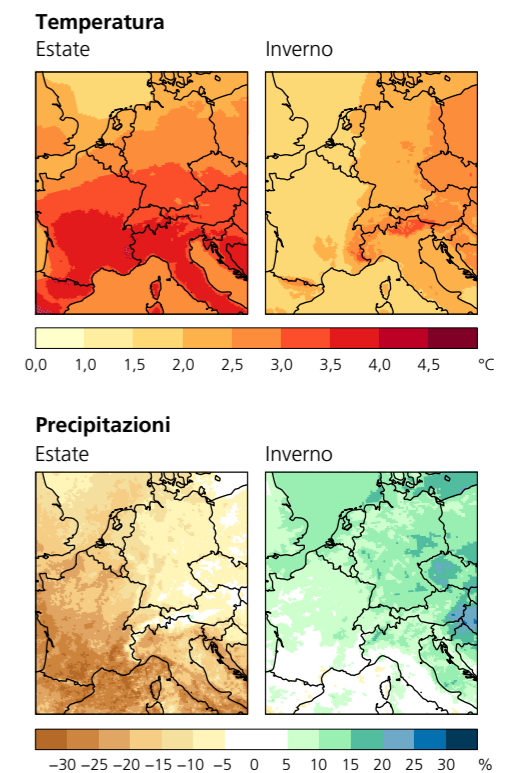 Temperatura
Estate Inverno
0,0 1,0 1,5 2,0 2,5 3,0 3,5 4,0 4,5 °C
Precipitazioni
Estate Inverno
−30 −25 −20 −15 −10 −5 0 5 10 15 20 25 30 %